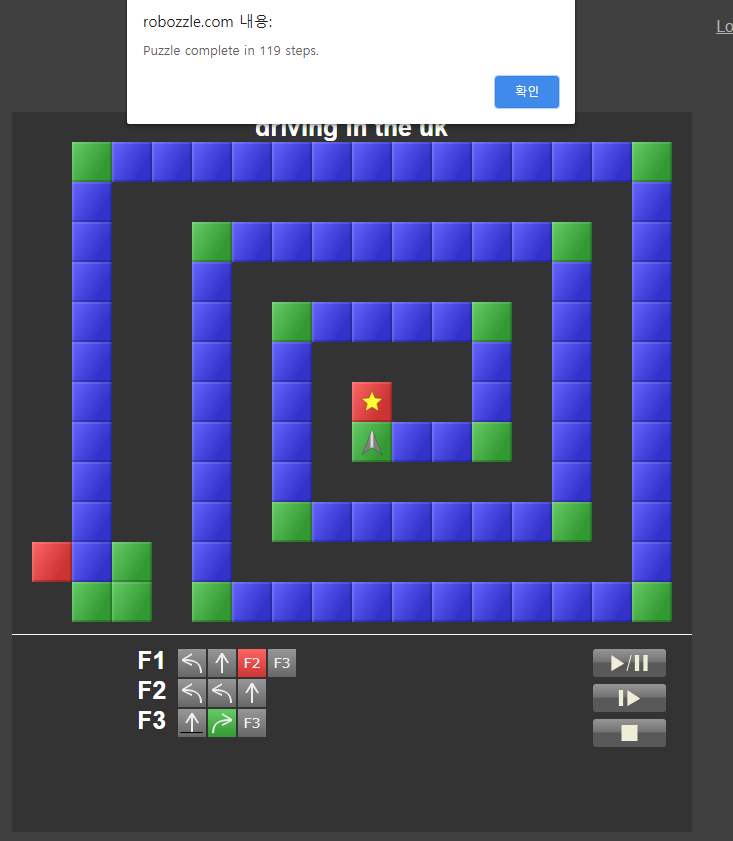 robozzle.com 내용:
Puzzle complete in 119 steps.
확인
Lo
driving in the uk
F1 F2 F3
F2
F3 F3